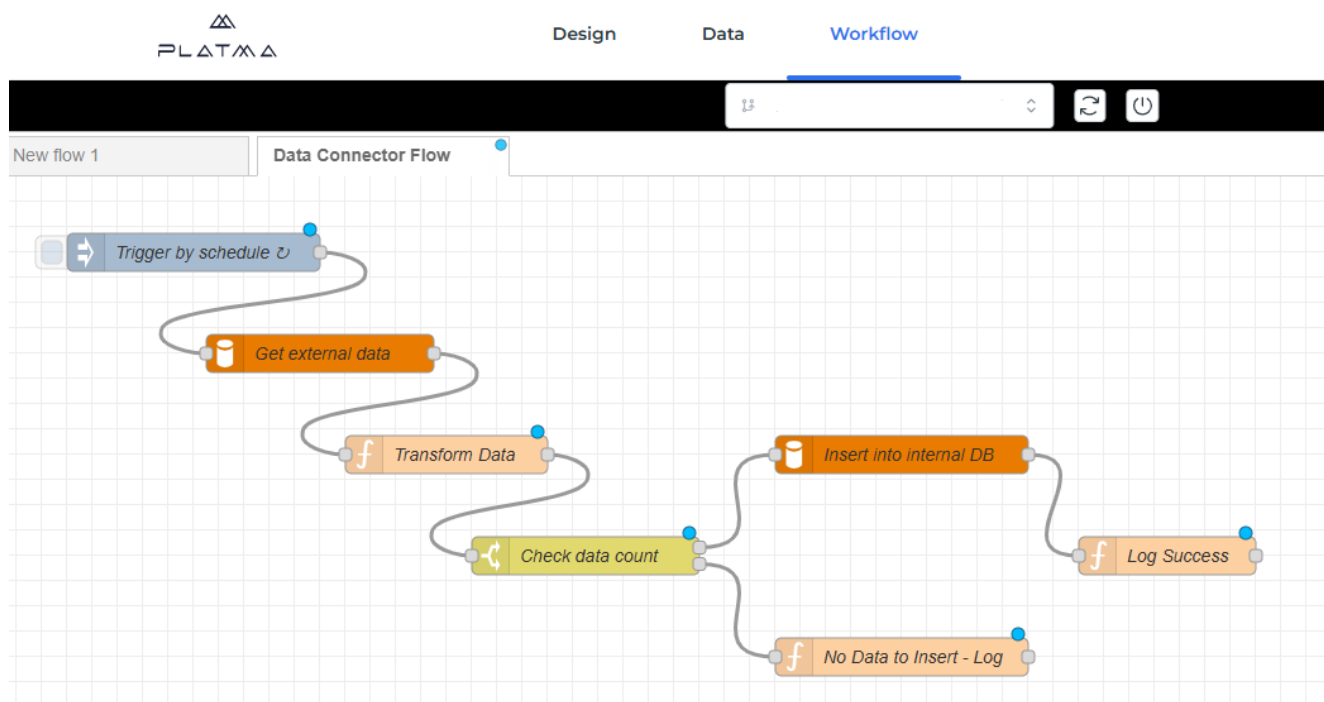 PLATMA
Design Data Workflow
New flow 1 Data Connector Flow
Trigger by schedule ↻
Get external data
Transform Data
Insert into internal DB
Check data count
Log Success
No Data to Insert - Log